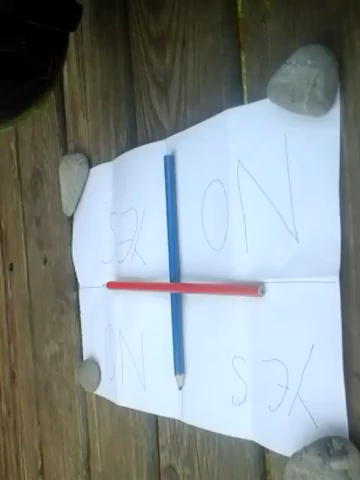 YES NO
NO YES